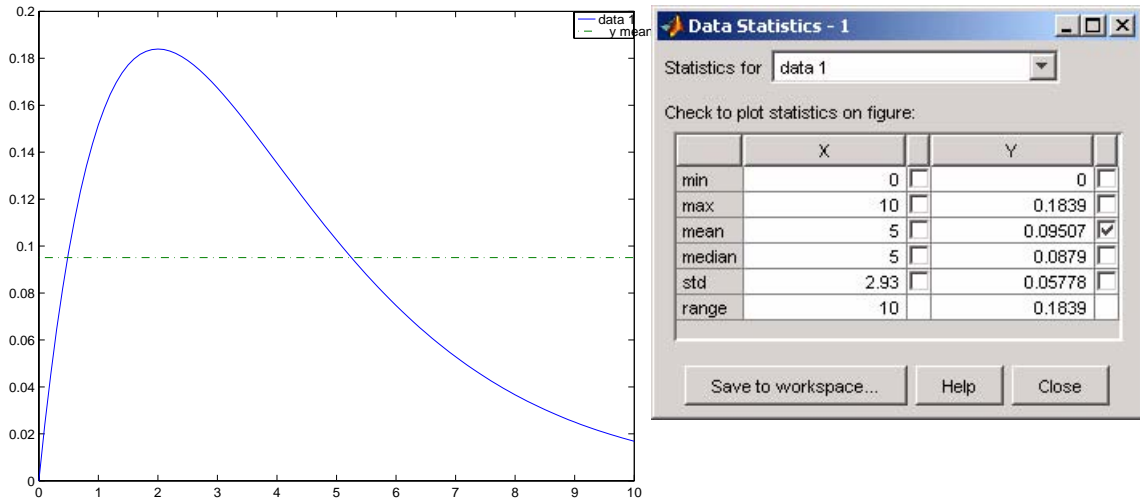 0.2
0.18
0.16
0.14
0.12
0.1
0.08
0.06
0.04
0.02
0
0 1 2 3 4 5 6 7 8 9 10
data 1
y mean
Data Statistics - 1
Statistics for data 1
Check to plot statistics on figure:
X Y
min 0 0
max 10 0.1839
mean 5 0.09507
median 5 0.0879
std 2.93 0.05778
range 10 0.1839
Save to workspace... Help Close